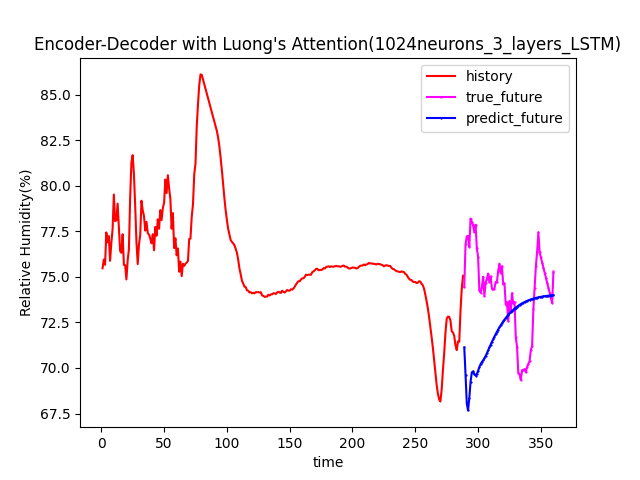 Encoder-Decoder with Luong's Attention(1024neurons_3_layers_LSTM)
history
true_future
predict_future
Relative Humidity(%)
85.0
82.5
80.0
77.5
75.0
72.5
70.0
67.5
0 50 100 150 200 250 300 350
time